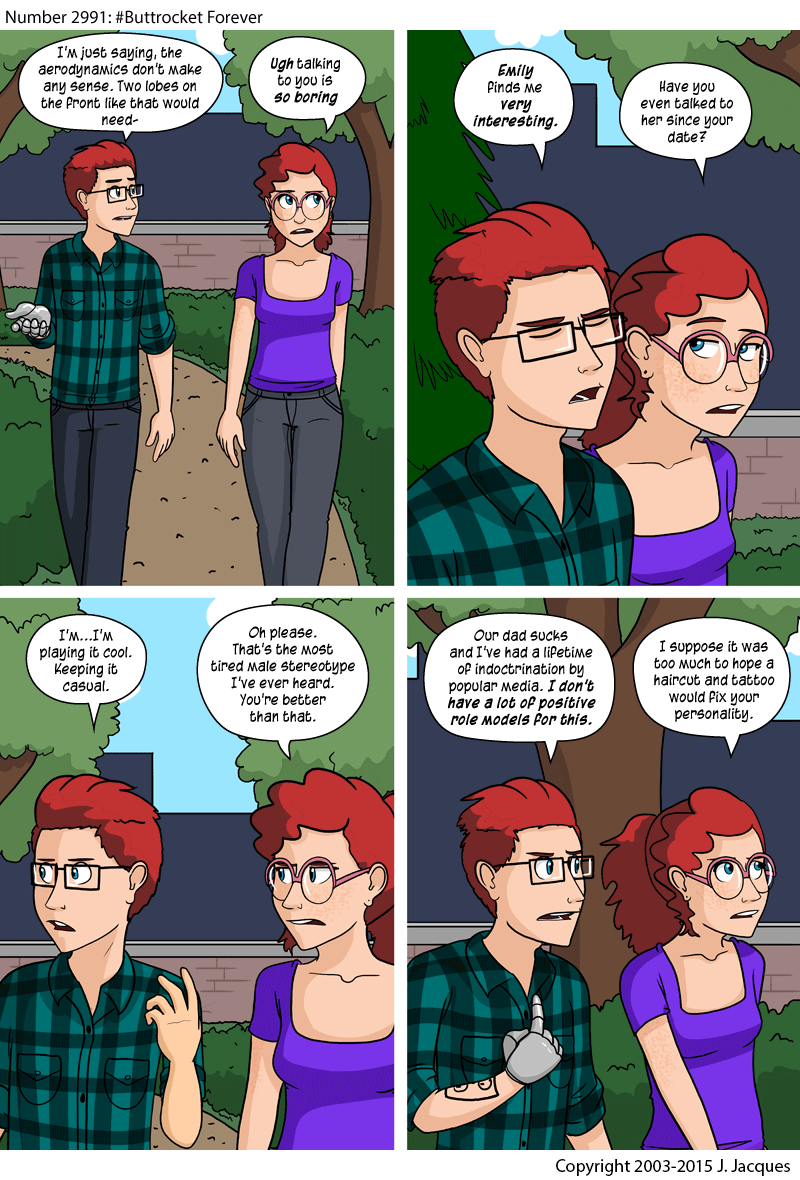 Number 2991: #Buttrocket Forever
I'm just saying, the
aerodynamics don't make
any sense. Two lobes on
the front like that would
need-
Ugh talking
to you is
so boring
Emily
finds me
very
interesting.
Have you
even talked to
her since your
date?
I'm...I'm
playing it cool.
Keeping it
casual.
Oh please.
That's the most
tired male stereotype
I've ever heard.
You're better
than that.
Our dad sucks
and I've had a lifetime
of indoctrination by
popular media. I don't
have a lot of positive
role models for this.
I suppose it was
too much to hope a
haircut and tattoo
would fix your
personality.
Copyright 2003-2015 J. Jacques